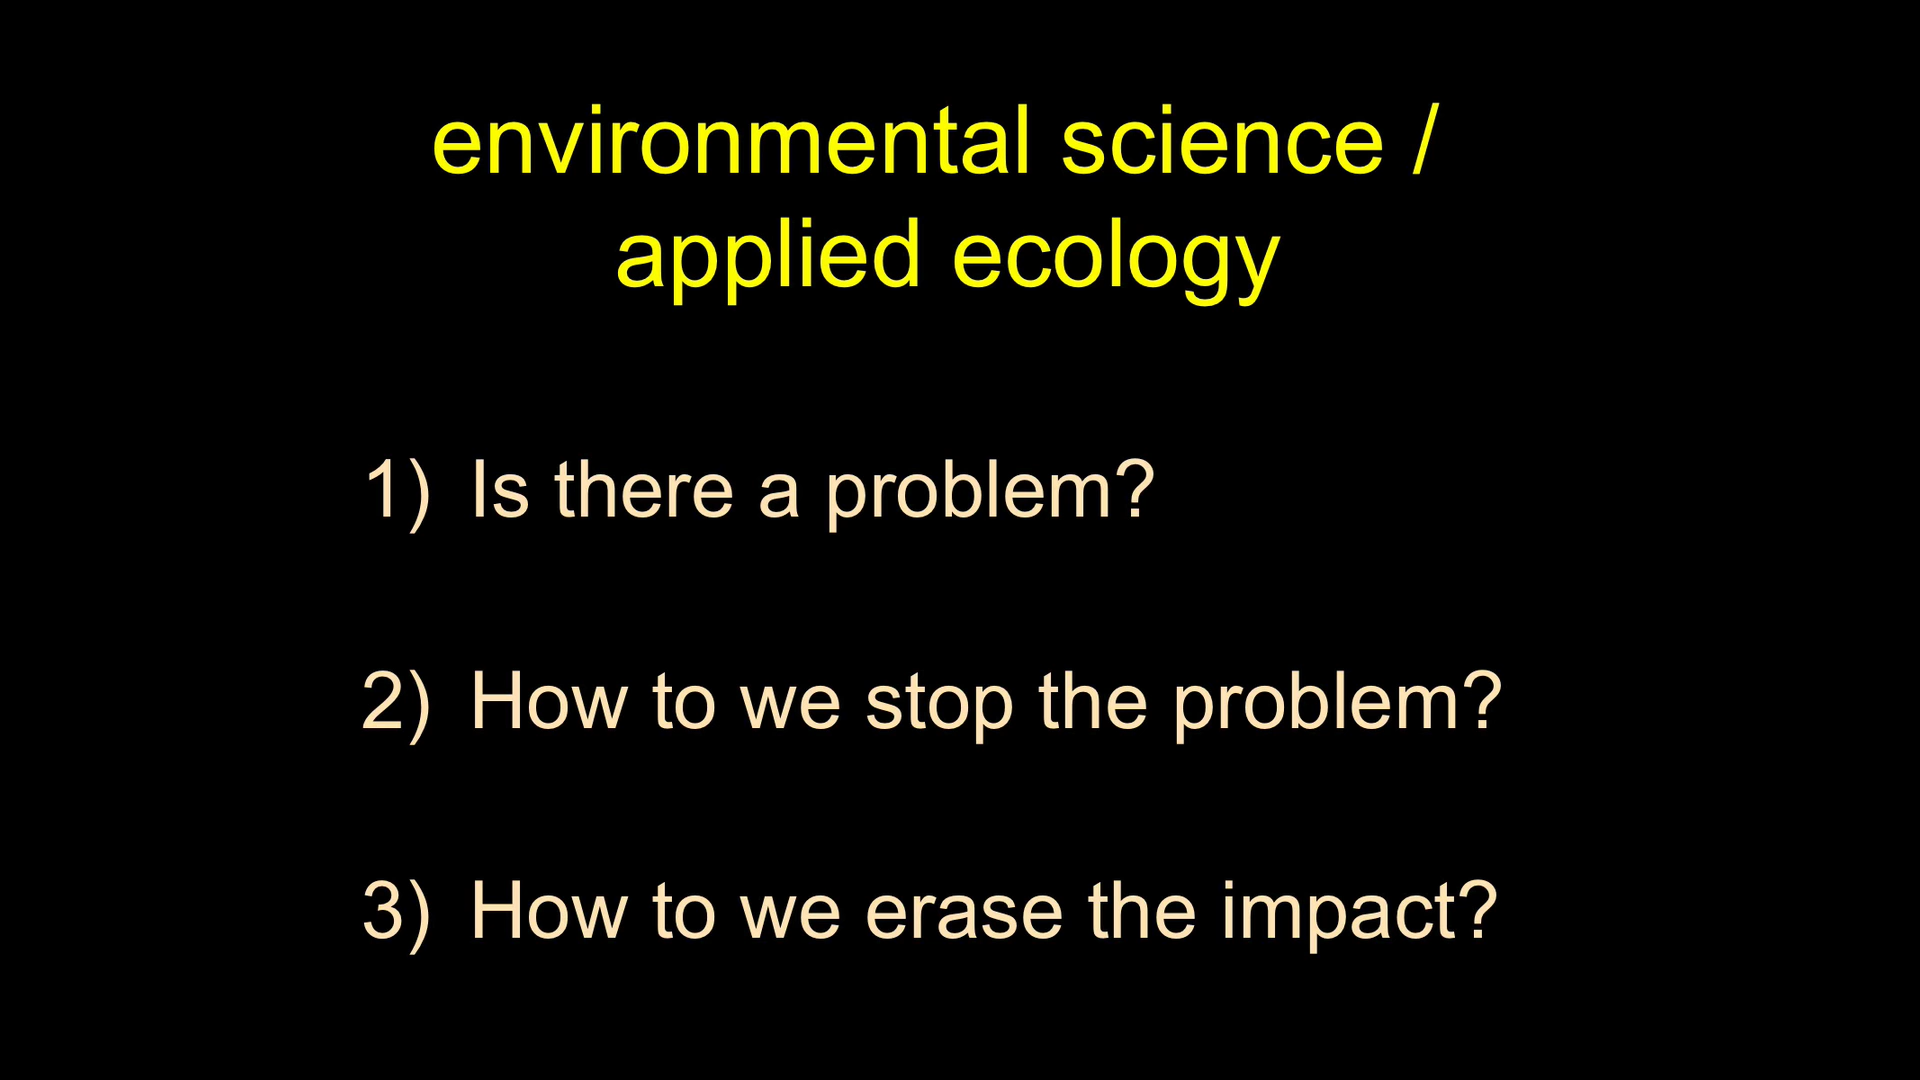 environmental science /
applied ecology
1) Is there a problem?
2) How to we stop the problem?
3) How to we erase the impact?